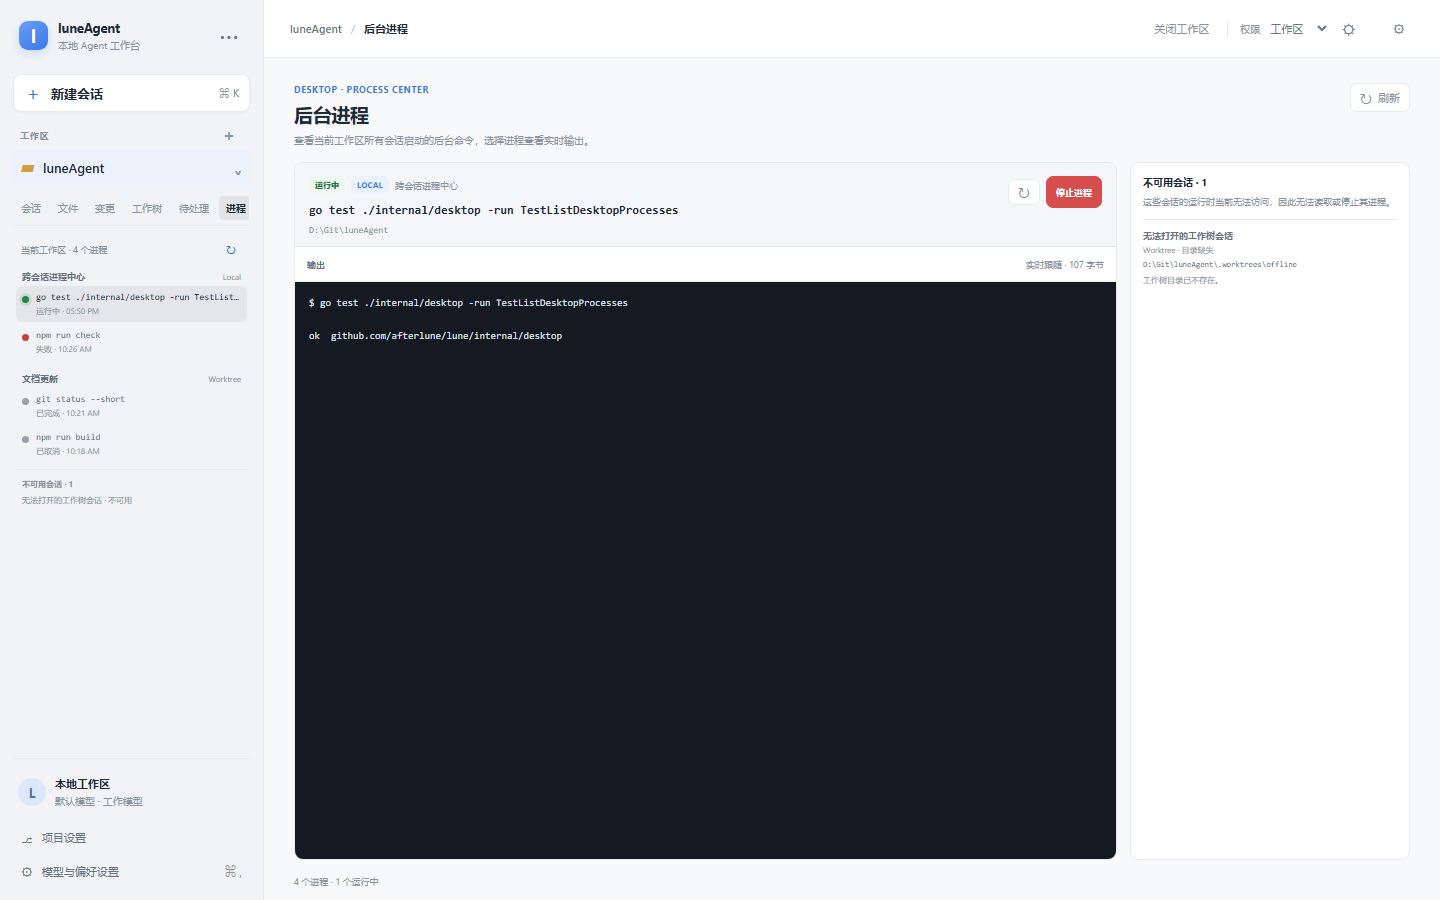 luneAgent
本地 Agent 工作台
新建会话 ⌘ K
工作区
luneAgent
会话 文件 变更 工作树 待处理 进程
当前工作区 · 4 个进程
跨会话进程中心 Local
go test ./internal/desktop -run TestList…
运行中 · 05:50 PM
npm run check
失败 · 10:26 AM
文档更新 Worktree
git status --short
已完成 · 10:21 AM
npm run build
已取消 · 10:18 AM
不可用会话 · 1
无法打开的工作树会话 · 不可用
L
本地工作区
默认模型 · 工作模型
项目设置
模型与偏好设置 ⌘ ,
luneAgent / 后台进程
关闭工作区 权限 工作区
DESKTOP · PROCESS CENTER
后台进程
查看当前工作区所有会话启动的后台命令，选择进程查看实时输出。
刷新
运行中 LOCAL 跨会话进程中心
go test ./internal/desktop -run TestListDesktopProcesses
D:\Git\luneAgent
停止进程
输出 实时跟随 · 107 字节
$ go test ./internal/desktop -run TestListDesktopProcesses
ok github.com/afterlune/lune/internal/desktop
4 个进程 · 1 个运行中
不可用会话 · 1
这些会话的运行时当前无法访问，因此无法读取或停止其进程。
无法打开的工作树会话
Worktree · 目录缺失
D:\Git\luneAgent\.worktrees\offline
工作树目录已不存在。